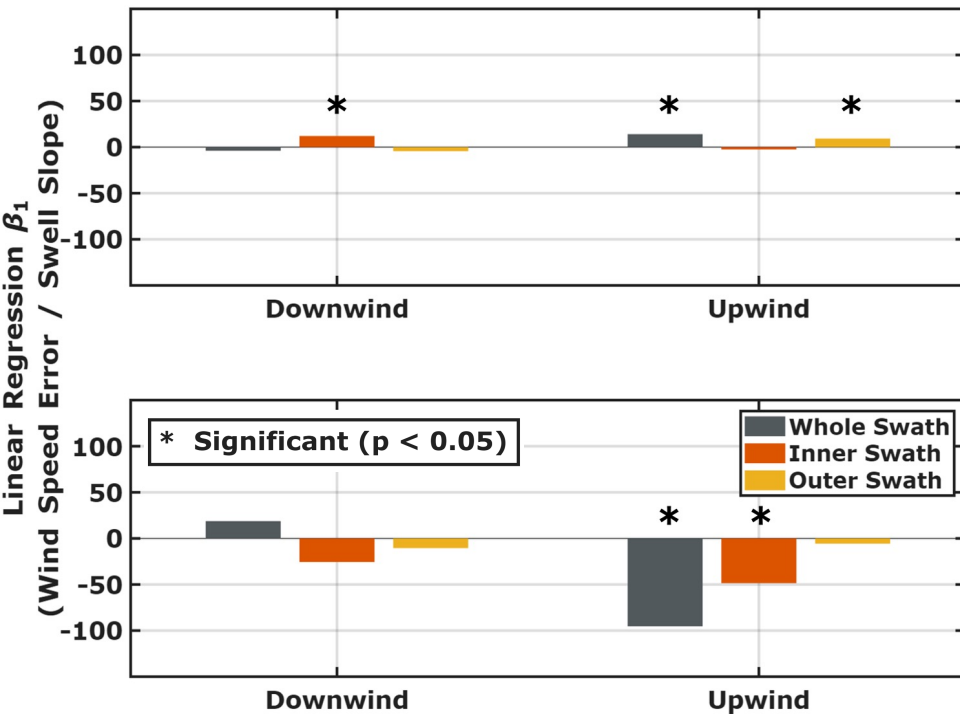 Linear Regression β₁
(Wind Speed Error / Swell Slope)
100
50
0
-50
-100
*
*
*
Downwind
Upwind
* Significant (p < 0.05)
Whole Swath
Inner Swath
Outer Swath
100
50
0
-50
-100
*
*
Downwind
Upwind